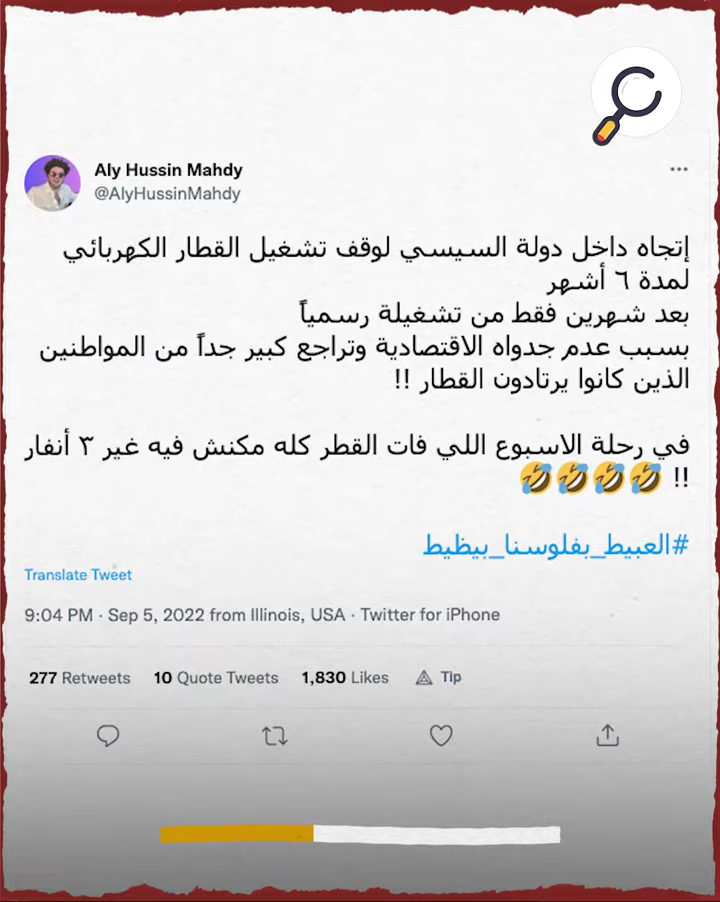 Aly Hussin Mahdy
@AlyHussinMahdy
إتجاه داخل دولة السيسي لوقف تشغيل القطار الكهربائي
لمدة ٦ أشهر
بعد شهرين فقط من تشغيلة رسمياً
بسبب عدم جدواه الاقتصادية وتراجع كبير جداً من المواطنين
الذين كانوا يرتادون القطار !!
في رحلة الاسبوع اللي فات القطر كله مكنش فيه غير ٣ أنفار
!! 🤣🤣🤣🤣
#العبيط_بفلوسنا_بيظيط
Translate Tweet
9:04 PM · Sep 5, 2022 from Illinois, USA · Twitter for iPhone
277 Retweets 10 Quote Tweets 1,830 Likes Tip